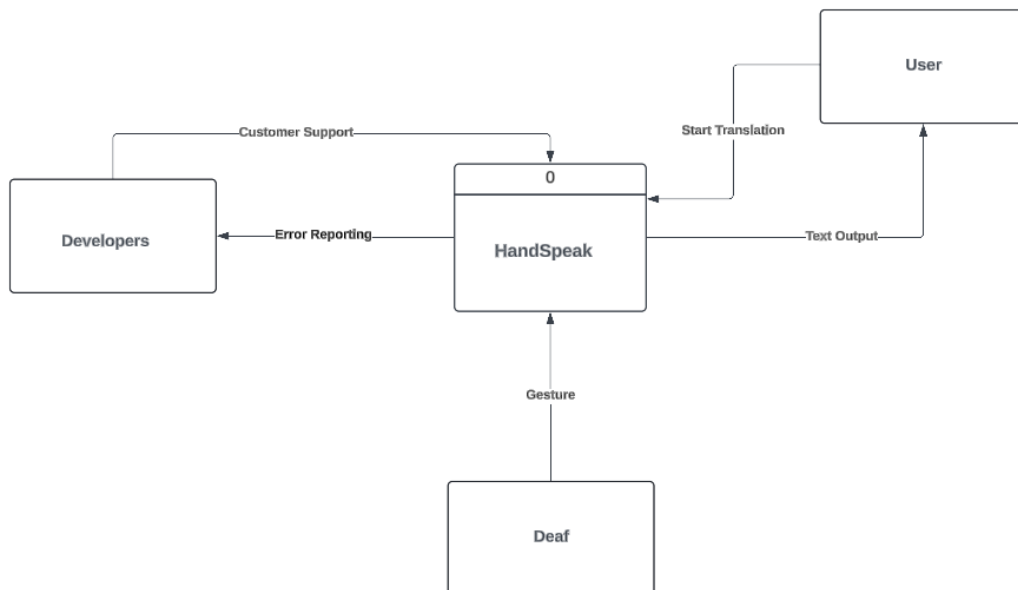 User
Customer Support
Start Translation
0
Developers
Error Reporting
HandSpeak
Text Output
Gesture
Deaf